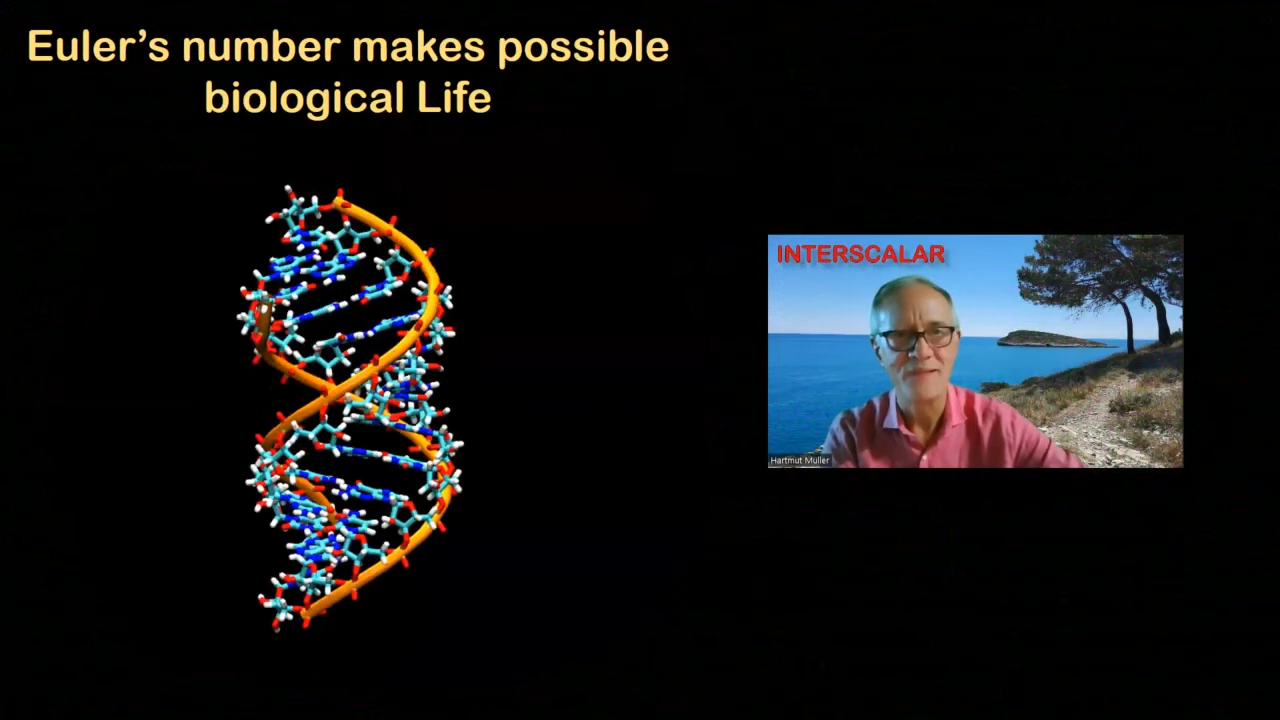 Euler’s number makes possible
biological Life
INTERSCALAR
Hartmut Müller